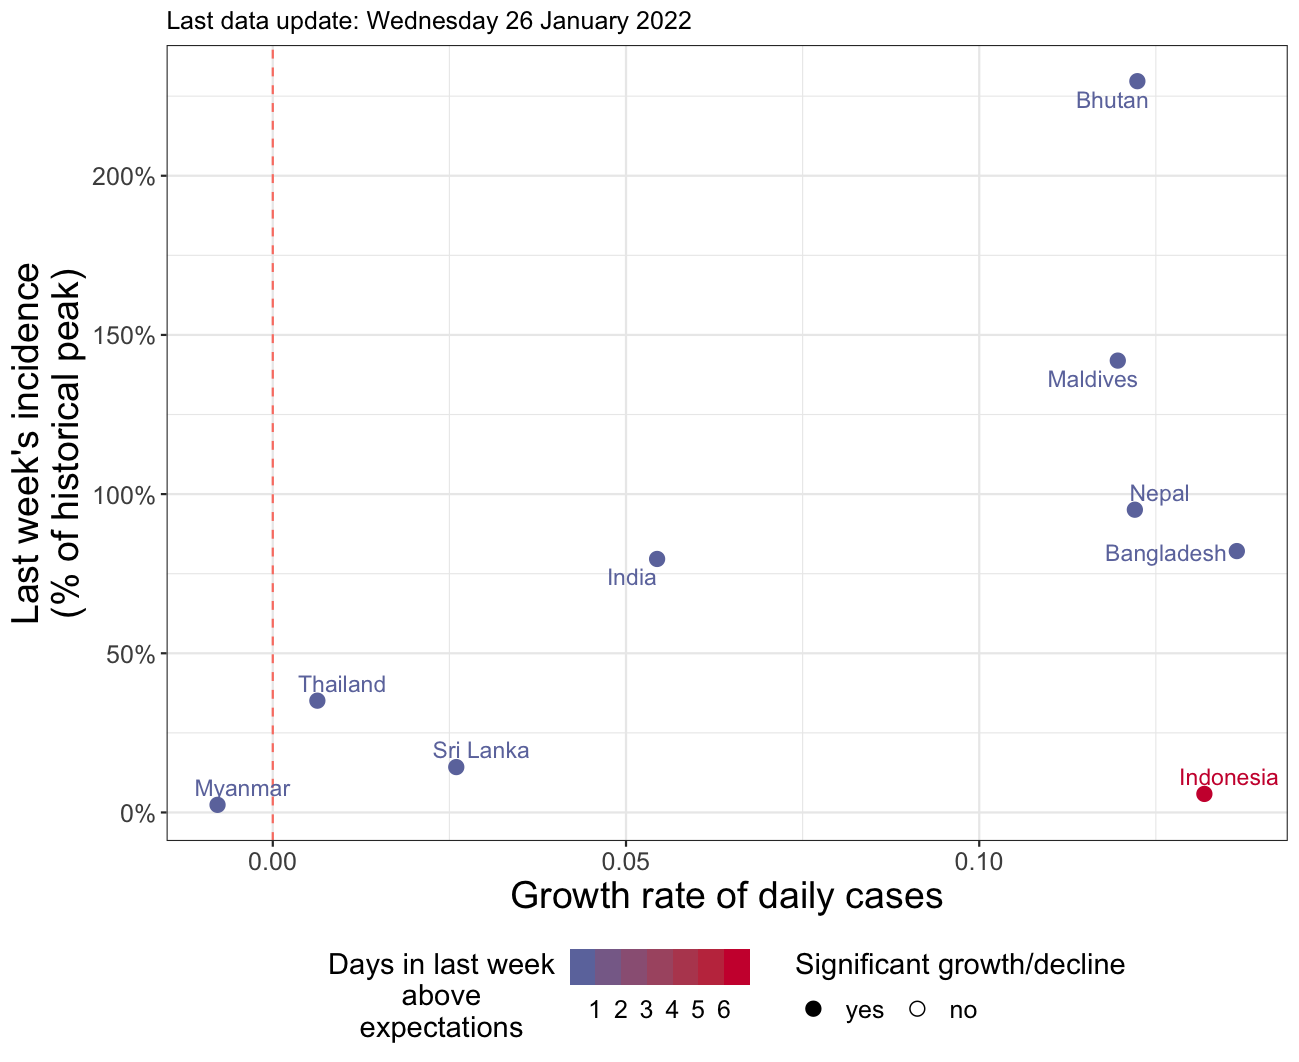 Last data update: Wednesday 26 January 2022
Last week's incidence
(% of historical peak)
200%
150%
100%
50%
0%
Bhutan
Maldives
Nepal
Bangladesh
India
Thailand
Sri Lanka
Myanmar
Indonesia
0.00 0.05 0.10
Growth rate of daily cases
Days in last week
above
expectations
1 2 3 4 5 6
Significant growth/decline
yes no